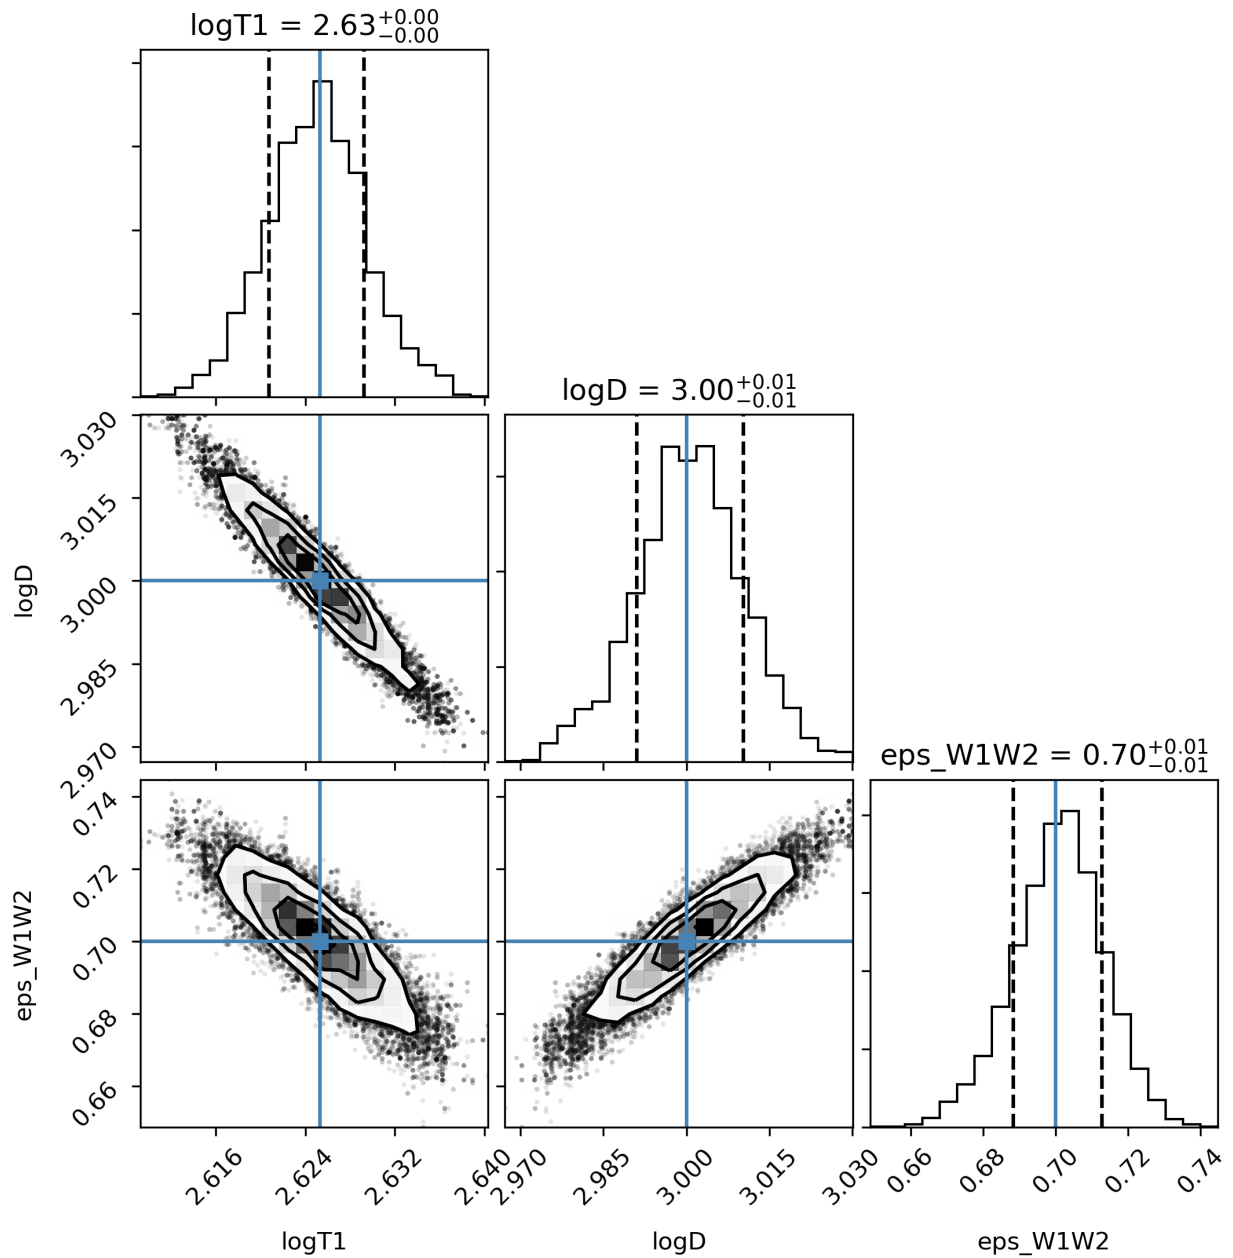 logT1 = 2.63+0.00−0.00
logD = 3.00+0.01−0.01
3.030
3.015
3.000
2.985
2.970
logD
eps_W1W2 = 0.70+0.01−0.01
0.74
0.72
0.70
0.68
0.66
eps_W1W2
2.616 2.624 2.632 2.640 2.970 2.985 3.000 3.015 3.030 0.66 0.68 0.70 0.72 0.74
logT1 logD eps_W1W2